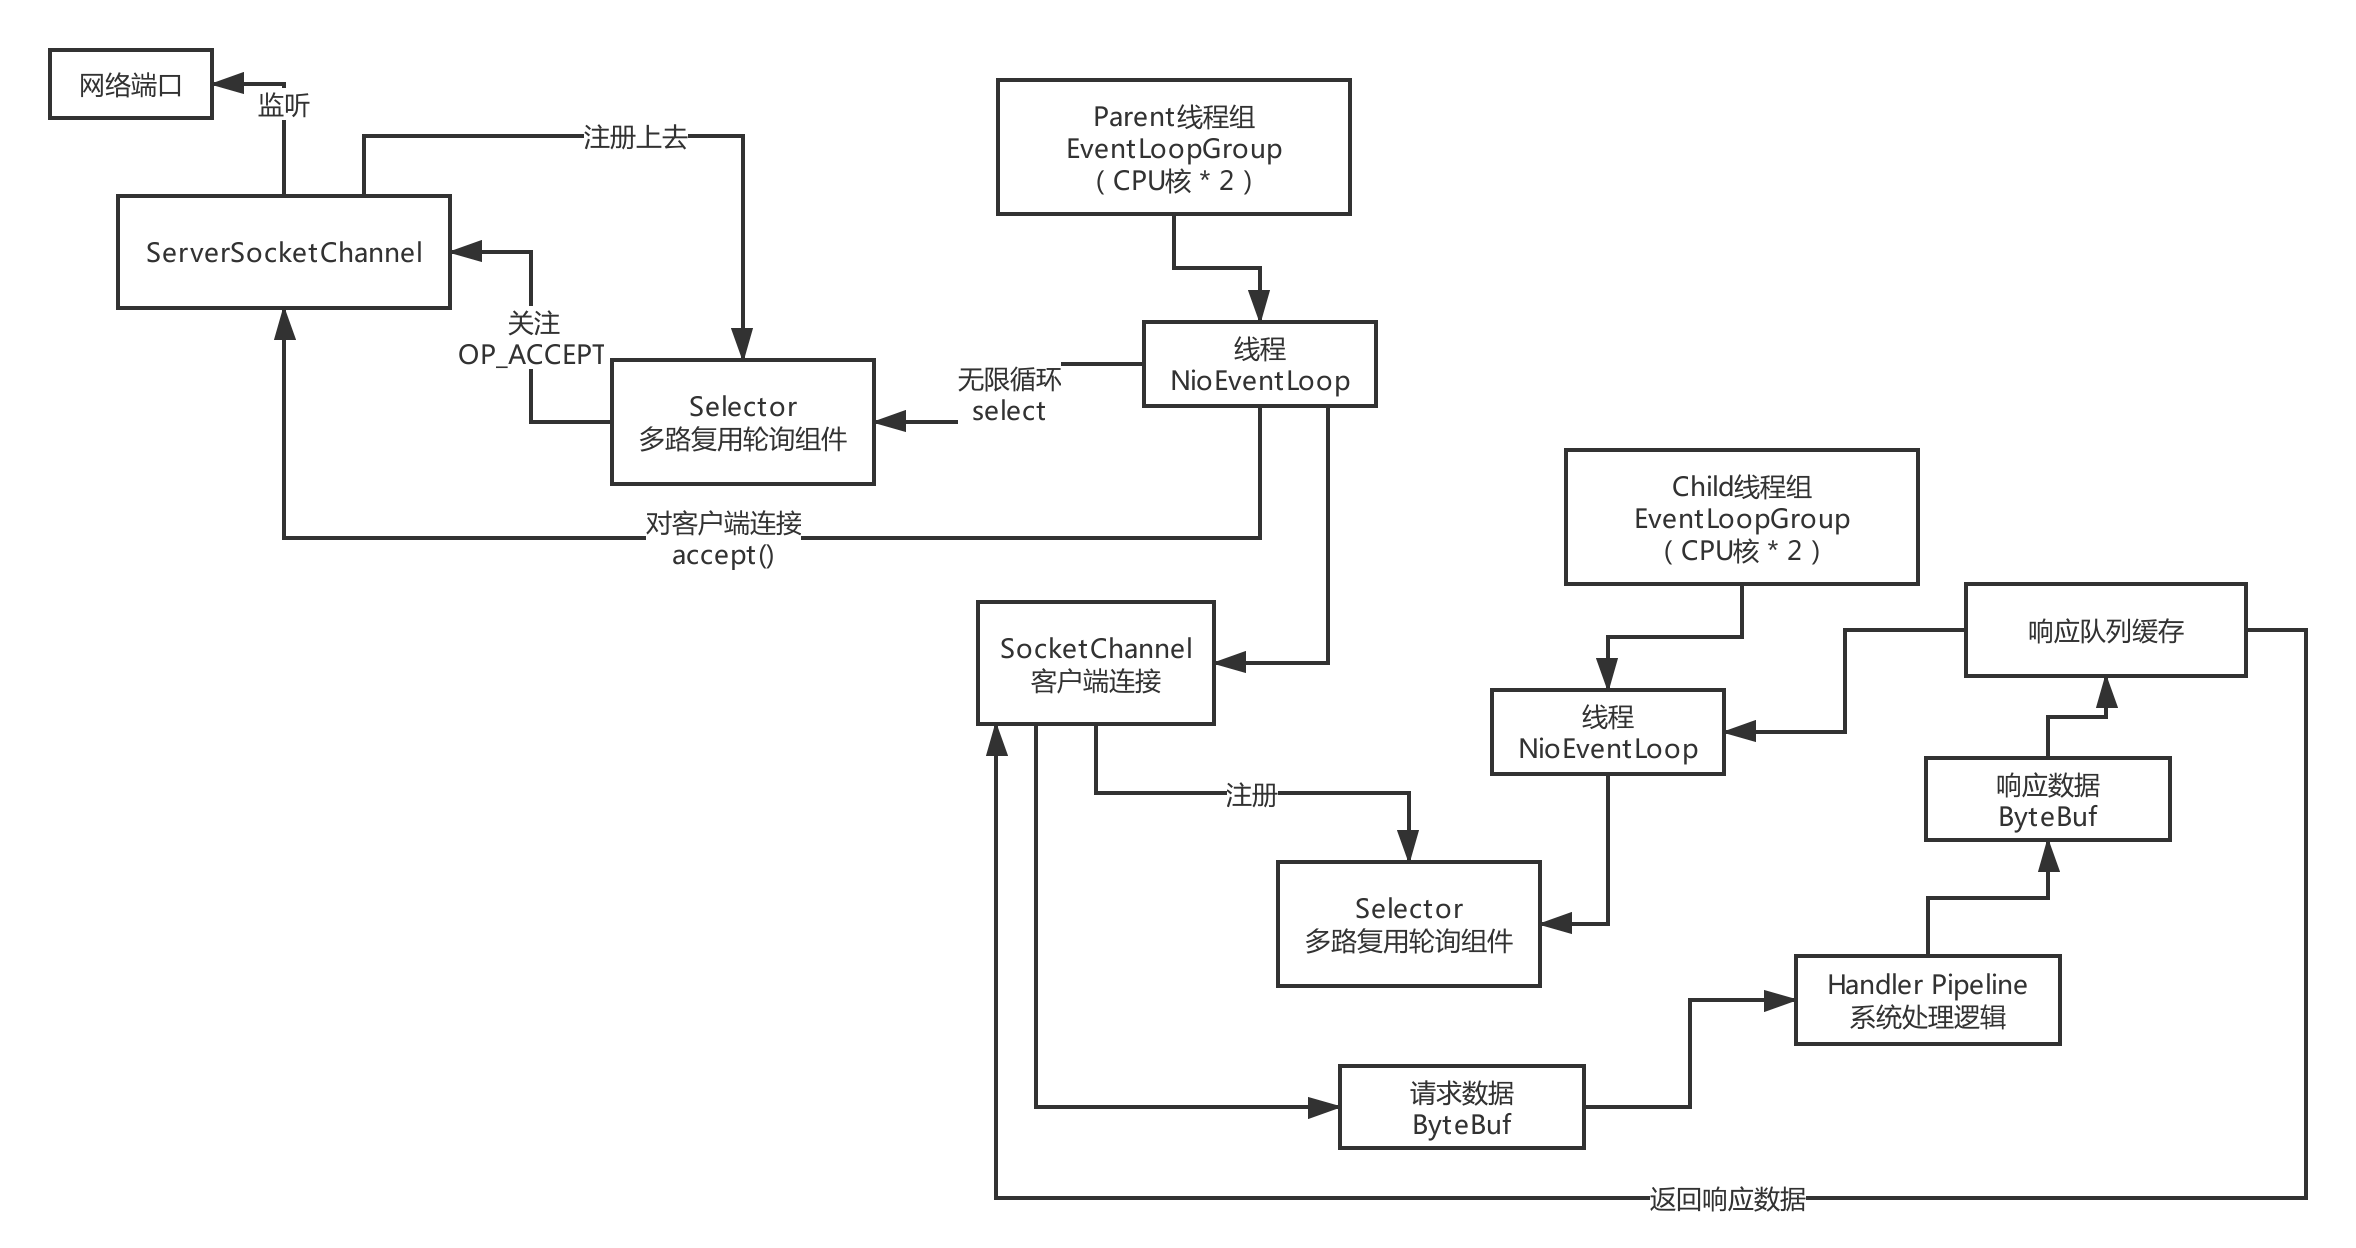 网络端口
监听
注册上去
Parent线程组
EventLoopGroup
（ CPU核 * 2 ）
ServerSocketChannel
关注
OP_ACCEPT
Selector
多路复用轮询组件
无限循环
select
线程
NioEventLoop
对客户端连接
accept()
Child线程组
EventLoopGroup
（ CPU核 * 2 ）
SocketChannel
客户端连接
响应队列缓存
线程
NioEventLoop
注册
响应数据
ByteBuf
Selector
多路复用轮询组件
Handler Pipeline
系统处理逻辑
请求数据
ByteBuf
返回响应数据